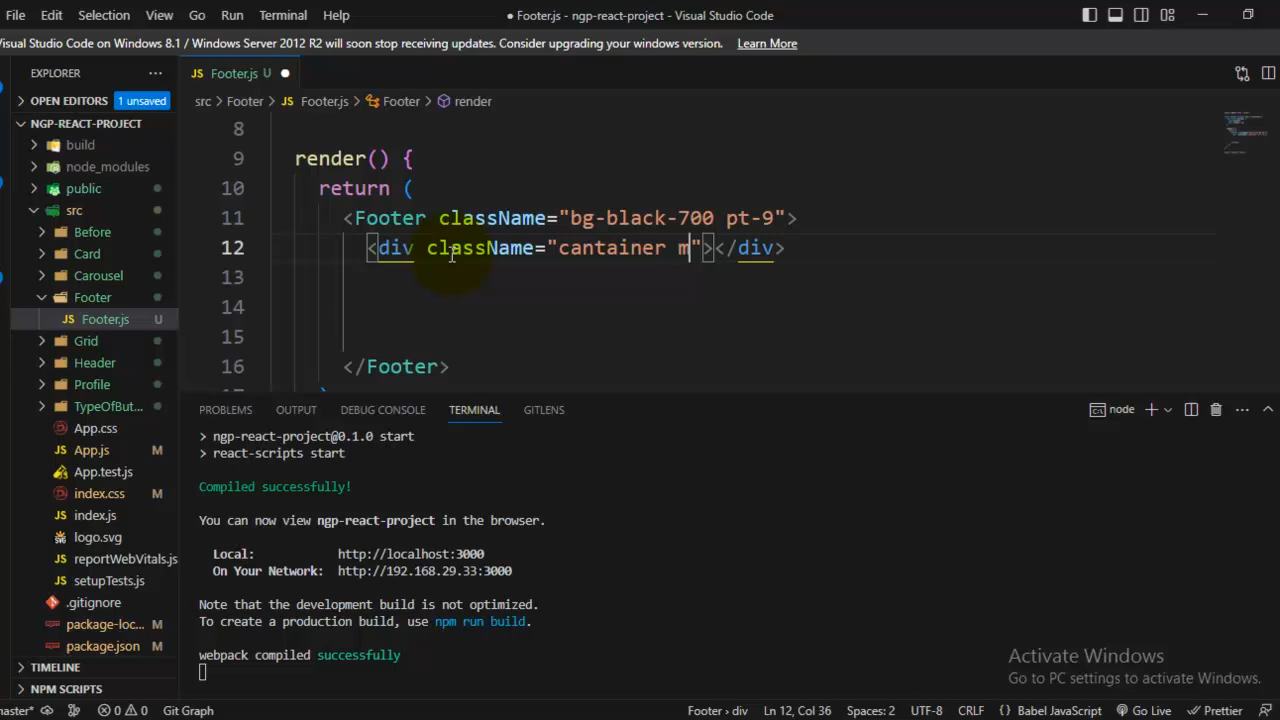 File Edit Selection View Go Run Terminal Help
● Footer.js - ngp-react-project - Visual Studio Code
Visual Studio Code on Windows 8.1 / Windows Server 2012 R2 will soon stop receiving updates. Consider upgrading your windows version. Learn More
EXPLORER
OPEN EDITORS 1 unsaved
NGP-REACT-PROJECT
build
node_modules
public
src
Before
Card
Carousel
Footer
JS Footer.js U
Grid
Header
Profile
TypeOfBut...
App.css
JS App.js M
App.test.js
index.css M
JS index.js
logo.svg
JS reportWebVitals.js
JS setupTests.js
.gitignore
package-loc... M
package.json M
TIMELINE
NPM SCRIPTS
JS Footer.js U ●
src > Footer > JS Footer.js > Footer > render
8
9 render() {
10 return (
11 <Footer className="bg-black-700 pt-9">
12 <div className="cantainer m"></div>
13
14
15
16 </Footer>
PROBLEMS OUTPUT DEBUG CONSOLE TERMINAL GITLENS
node
> ngp-react-project@0.1.0 start
> react-scripts start
Compiled successfully!
You can now view ngp-react-project in the browser.
Local: http://localhost:3000
On Your Network: http://192.168.29.33:3000
Note that the development build is not optimized.
To create a production build, use npm run build.
webpack compiled successfully
Activate Windows
Go to PC settings to activate Windows.
master* 0 0 Git Graph
Footer › div Ln 12, Col 36 Spaces: 2 UTF-8 CRLF {} Babel JavaScript Go Live Prettier